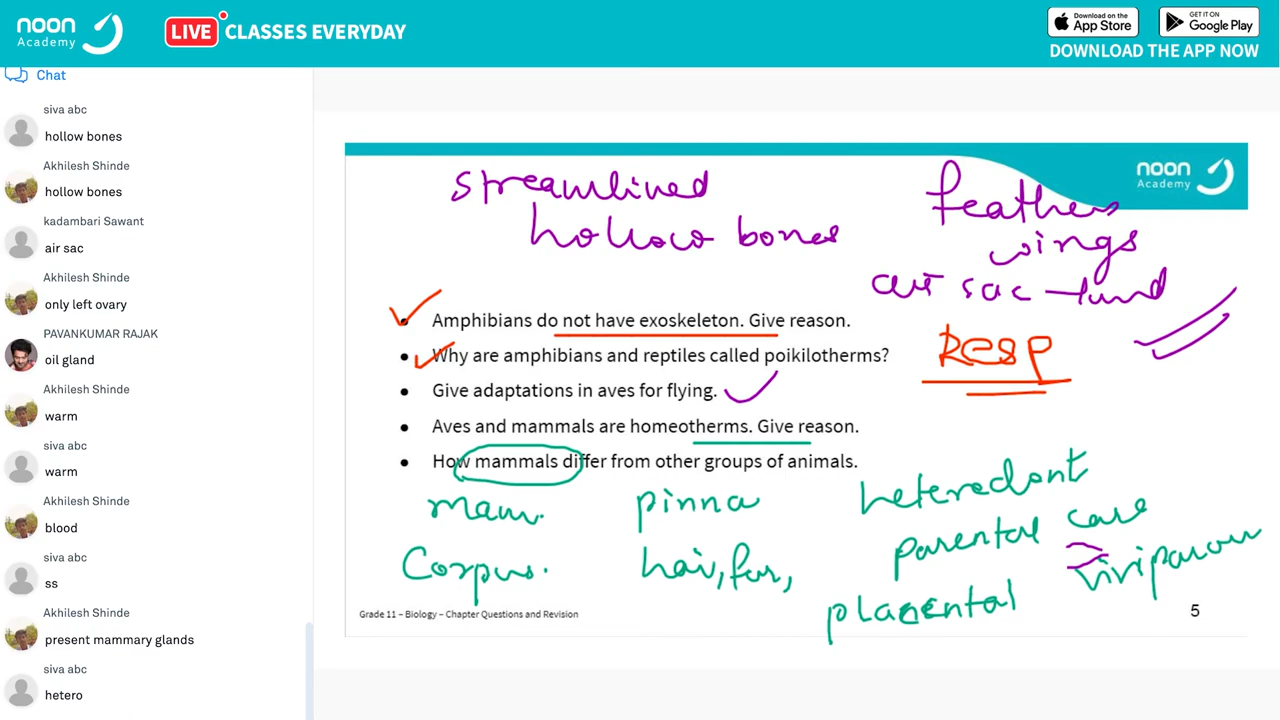 noon
Academy
LIVE CLASSES EVERYDAY
Download on the
App Store
GET IT ON
Google Play
DOWNLOAD THE APP NOW
Chat
siva abc
hollow bones
Akhilesh Shinde
hollow bones
kadambari Sawant
air sac
Akhilesh Shinde
only left ovary
PAVANKUMAR RAJAK
oil gland
Akhilesh Shinde
warm
siva abc
warm
Akhilesh Shinde
blood
siva abc
ss
Akhilesh Shinde
present mammary glands
siva abc
hetero
noon
Academy
streamlined
hollow bones
feathers
wings
air sac
• Amphibians do not have exoskeleton. Give reason.
• Why are amphibians and reptiles called poikilotherms?
Resp
• Give adaptations in aves for flying.
• Aves and mammals are homeotherms. Give reason.
• How mammals differ from other groups of animals.
mam. pinna heterodont
parental care
Corpus. hair, fur, viviparous
placental
Grade 11 – Biology – Chapter Questions and Revision
5